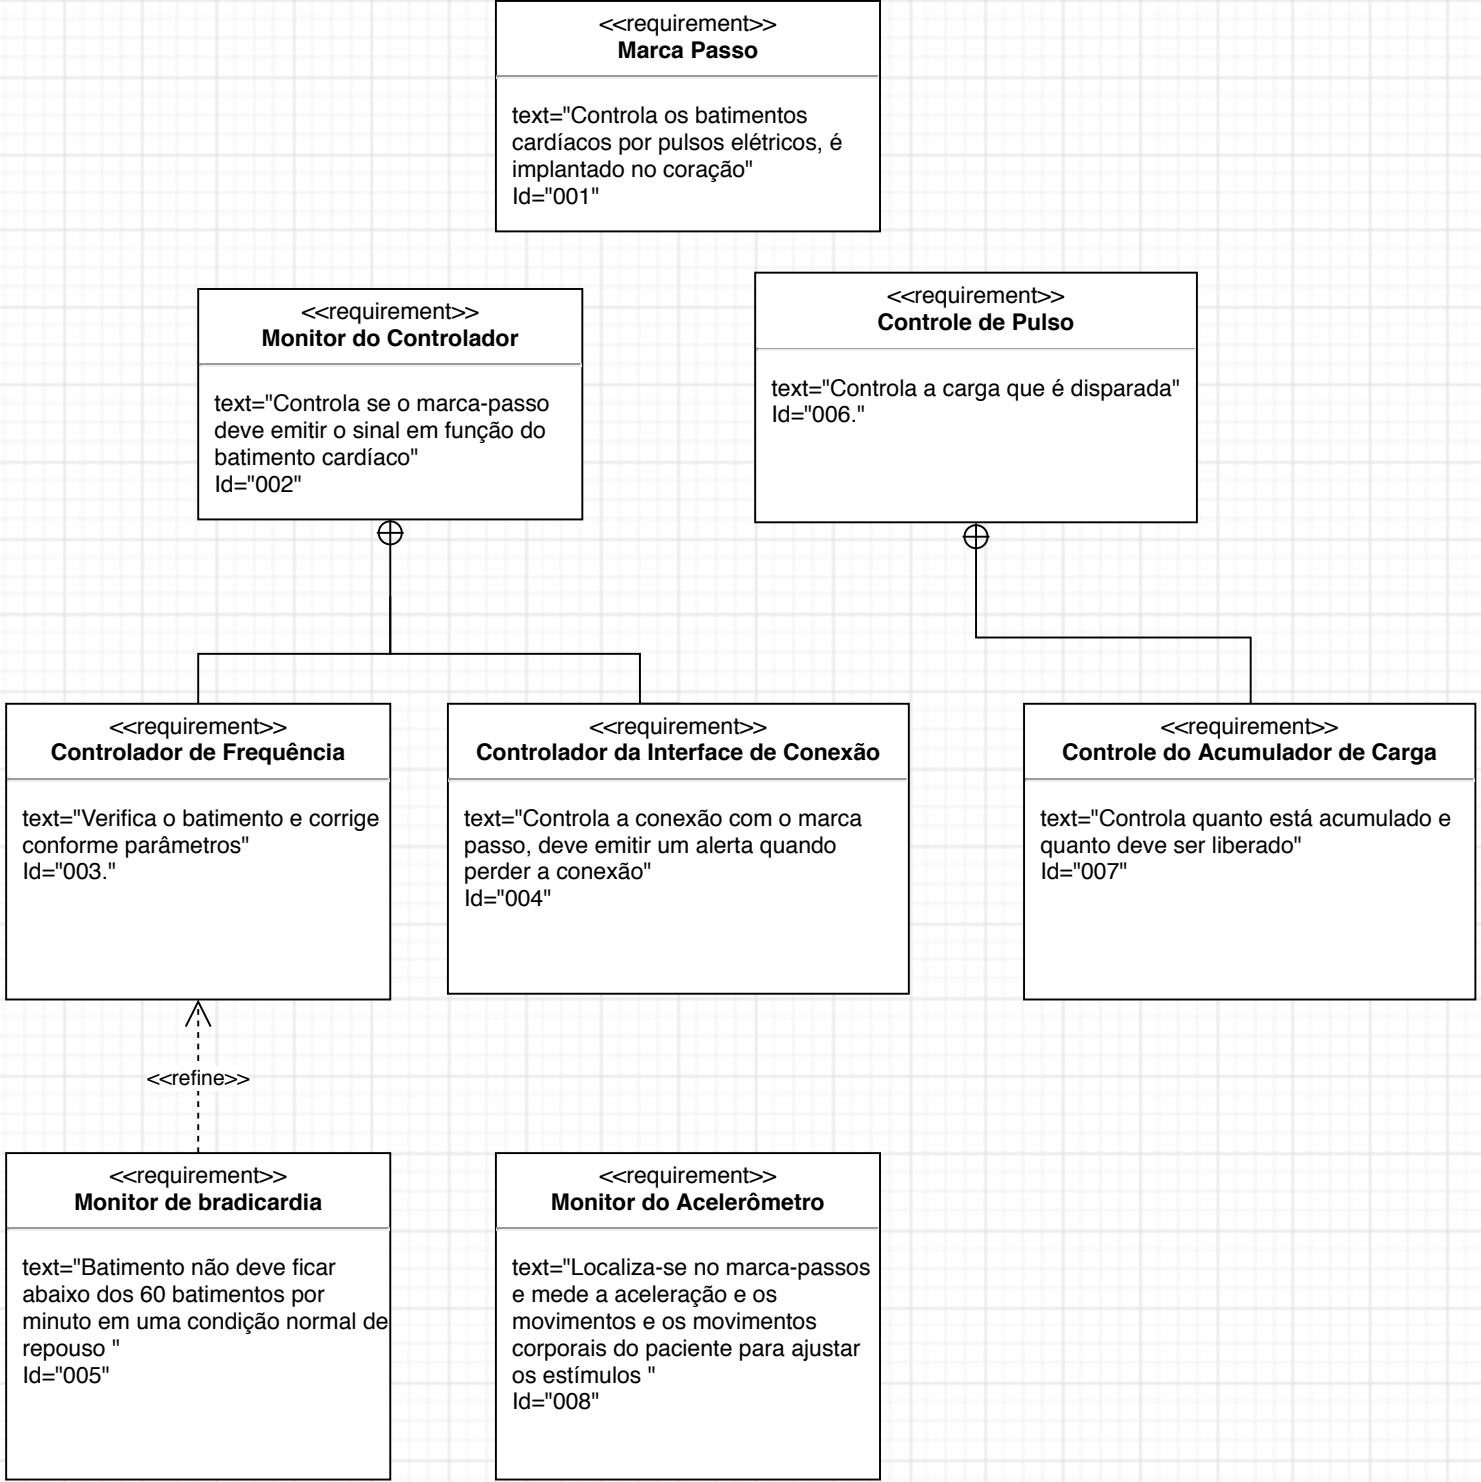 <<requirement>>
Marca Passo
text="Controla os batimentos
cardíacos por pulsos elétricos, é
implantado no coração"
Id="001"
<<requirement>>
Monitor do Controlador
text="Controla se o marca-passo
deve emitir o sinal em função do
batimento cardíaco"
Id="002"
<<requirement>>
Controle de Pulso
text="Controla a carga que é disparada"
Id="006."
<<requirement>>
Controlador de Frequência
text="Verifica o batimento e corrige
conforme parâmetros"
Id="003."
<<requirement>>
Controlador da Interface de Conexão
text="Controla a conexão com o marca
passo, deve emitir um alerta quando
perder a conexão"
Id="004"
<<requirement>>
Controle do Acumulador de Carga
text="Controla quanto está acumulado e
quanto deve ser liberado"
Id="007"
<<refine>>
<<requirement>>
Monitor de bradicardia
text="Batimento não deve ficar
abaixo dos 60 batimentos por
minuto em uma condição normal de
repouso "
Id="005"
<<requirement>>
Monitor do Acelerômetro
text="Localiza-se no marca-passos
e mede a aceleração e os
movimentos e os movimentos
corporais do paciente para ajustar
os estímulos "
Id="008"